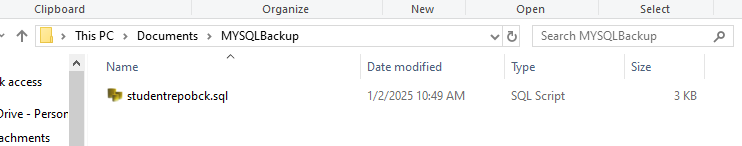 Clipboard Organize New Open Select
This PC > Documents > MYSQLBackup Search MYSQLBackup
k access Name Date modified Type Size
studentrepobck.sql 1/2/2025 10:49 AM SQL Script 3 KB
Drive - Person
achments